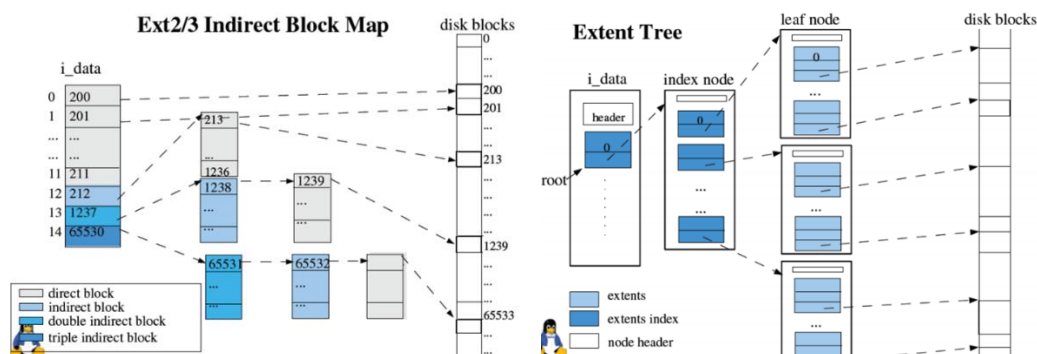 Ext2/3 Indirect Block Map
disk blocks
i_data
0
...
...
0 200
200
1 201
201
213
... ...
...
... ...
...
213
11 211
1236
...
12 212
1238
1239
...
13 1237
...
...
14 65530
...
...
1239
65531
65532
...
...
...
...
...
...
65533
...
direct block
indirect block
double indirect block
triple indirect block
Extent Tree
leaf node
disk blocks
i_data
index node
0
...
header
0
0
root
...
...
...
extents
extents index
node header